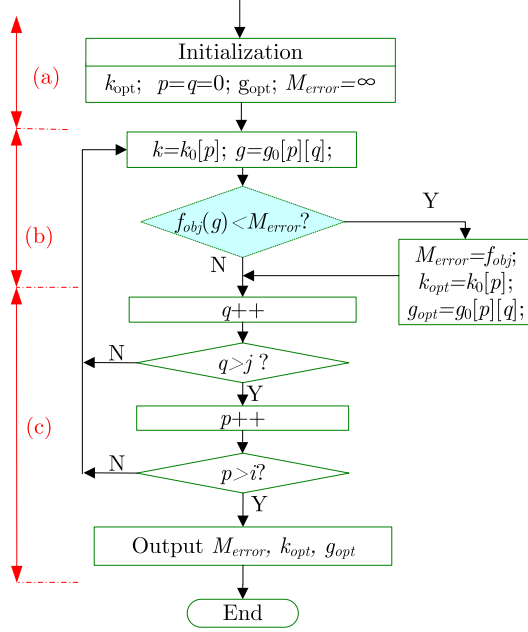 Initialization
(a)
k_opt; p=q=0; g_opt; M_error=∞
k=k_0[p]; g=g_0[p][q];
Y
f_obj(g)<M_error?
(b)
N
M_error=f_obj;
k_opt=k_0[p];
g_opt=g_0[p][q];
q++
N
q>j ?
Y
p++
(c)
N
p>i?
Y
Output M_error, k_opt, g_opt
End